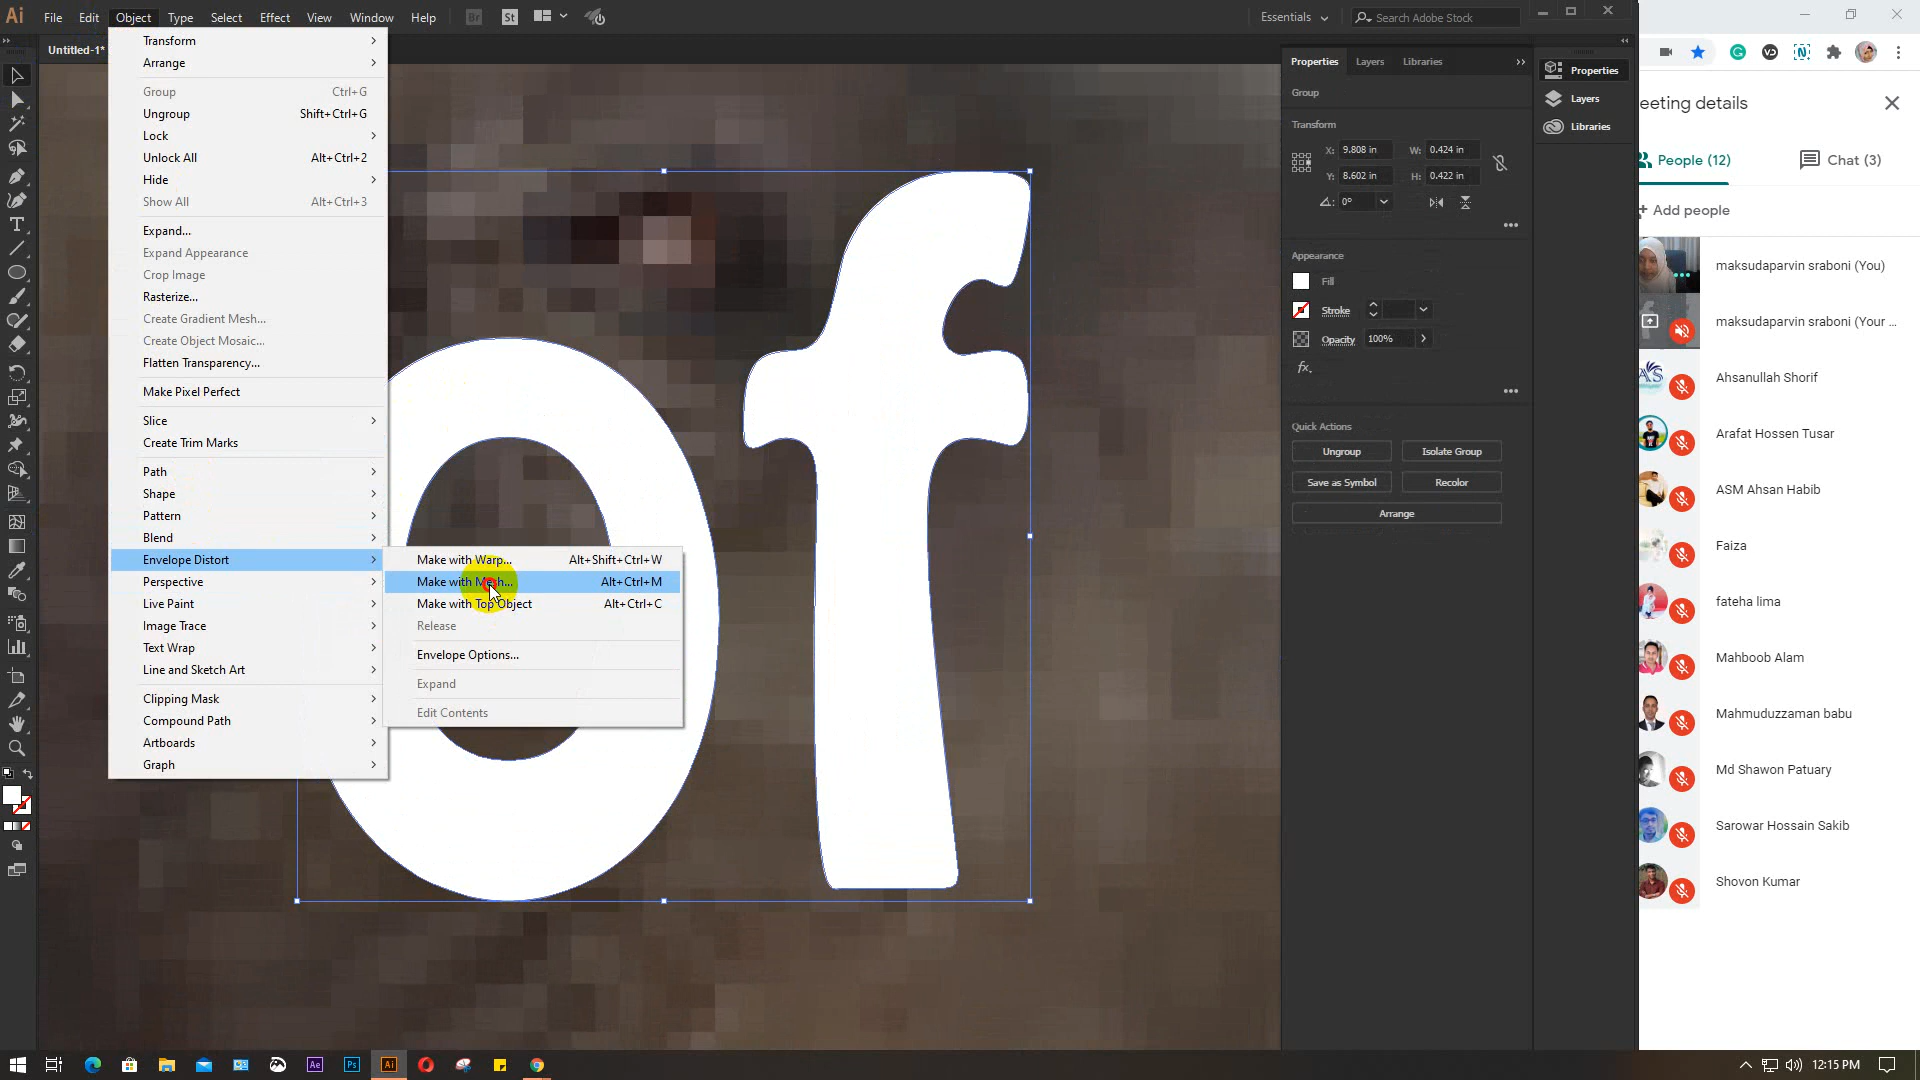 Ai File Edit Object Type Select Effect View Window Help Br St Essentials Search Adobe Stock
Untitled-1*
Transform
Arrange
Group Ctrl+G
Ungroup Shift+Ctrl+G
Lock
Unlock All Alt+Ctrl+2
Hide
Show All Alt+Ctrl+3
Expand...
Expand Appearance
Crop Image
Rasterize...
Create Gradient Mesh...
Create Object Mosaic...
Flatten Transparency...
Make Pixel Perfect
Slice
Create Trim Marks
Path
Shape
Pattern
Blend
Envelope Distort
Perspective
Live Paint
Image Trace
Text Wrap
Line and Sketch Art
Clipping Mask
Compound Path
Artboards
Graph
Make with Warp... Alt+Shift+Ctrl+W
Make with Mesh... Alt+Ctrl+M
Make with Top Object Alt+Ctrl+C
Release
Envelope Options...
Expand
Edit Contents
of
Properties Layers Libraries
Group
Transform
X: 9.808 in W: 0.424 in
Y: 8.602 in H: 0.422 in
0°
Appearance
Fill
Stroke
Opacity 100%
fx.
Quick Actions
Ungroup Isolate Group
Save as Symbol Recolor
Arrange
Properties
Layers
Libraries
eeting details
People (12) Chat (3)
Add people
maksudaparvin sraboni (You)
maksudaparvin sraboni (Your ...
Ahsanullah Shorif
Arafat Hossen Tusar
ASM Ahsan Habib
Faiza
fateha lima
Mahboob Alam
Mahmuduzzaman babu
Md Shawon Patuary
Sarowar Hossain Sakib
Shovon Kumar
Ae Ps Ai 12:15 PM